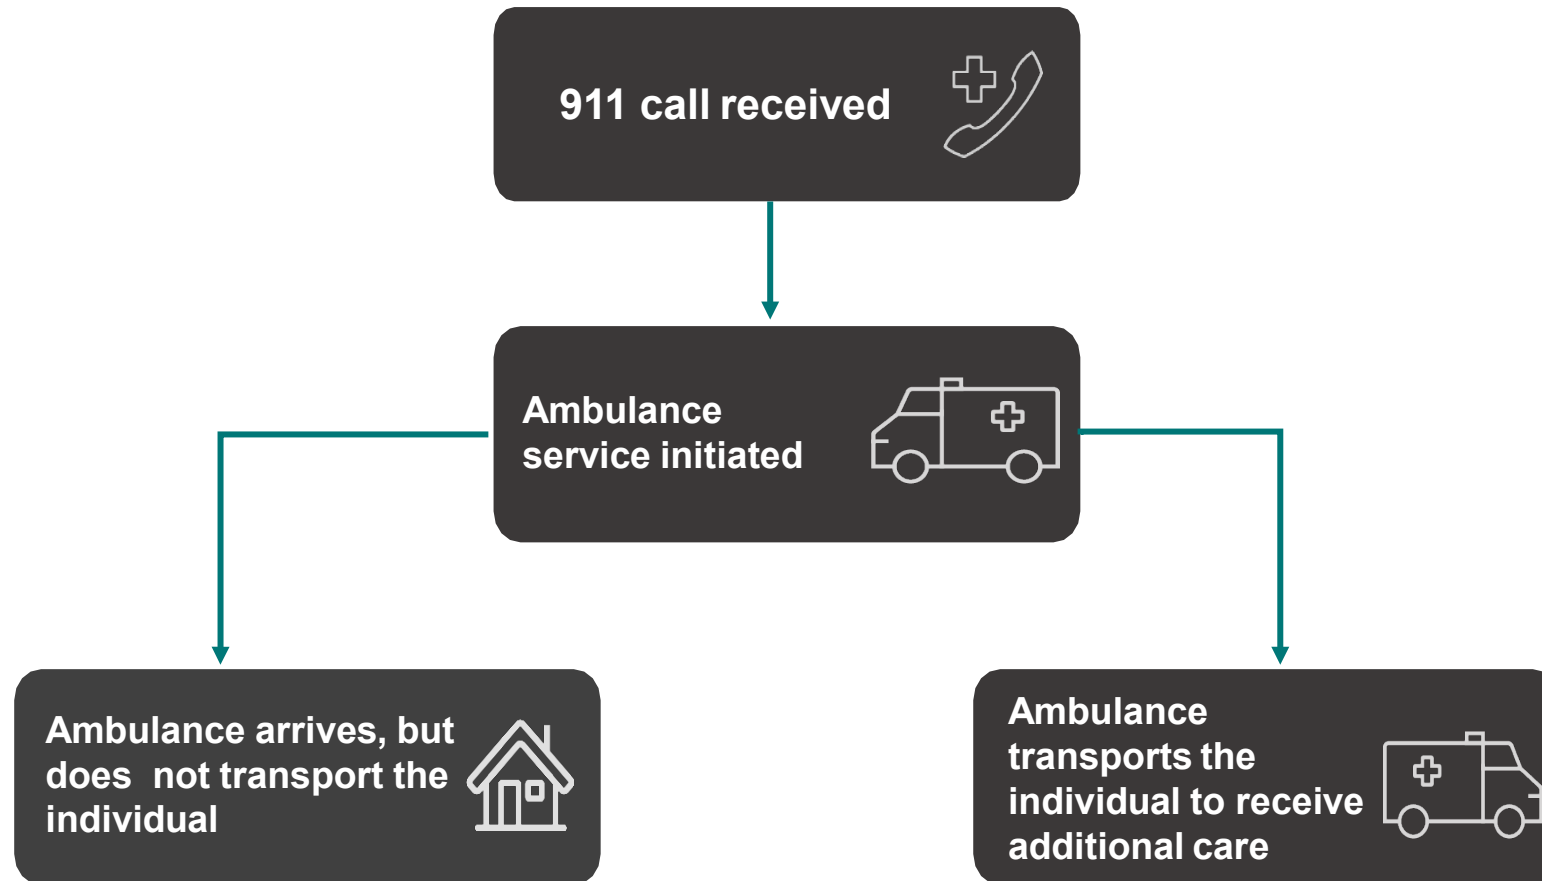 911 call received
Ambulance
service initiated
Ambulance arrives, but
does  not transport the
individual
Ambulance
transports the
individual to receive
additional care